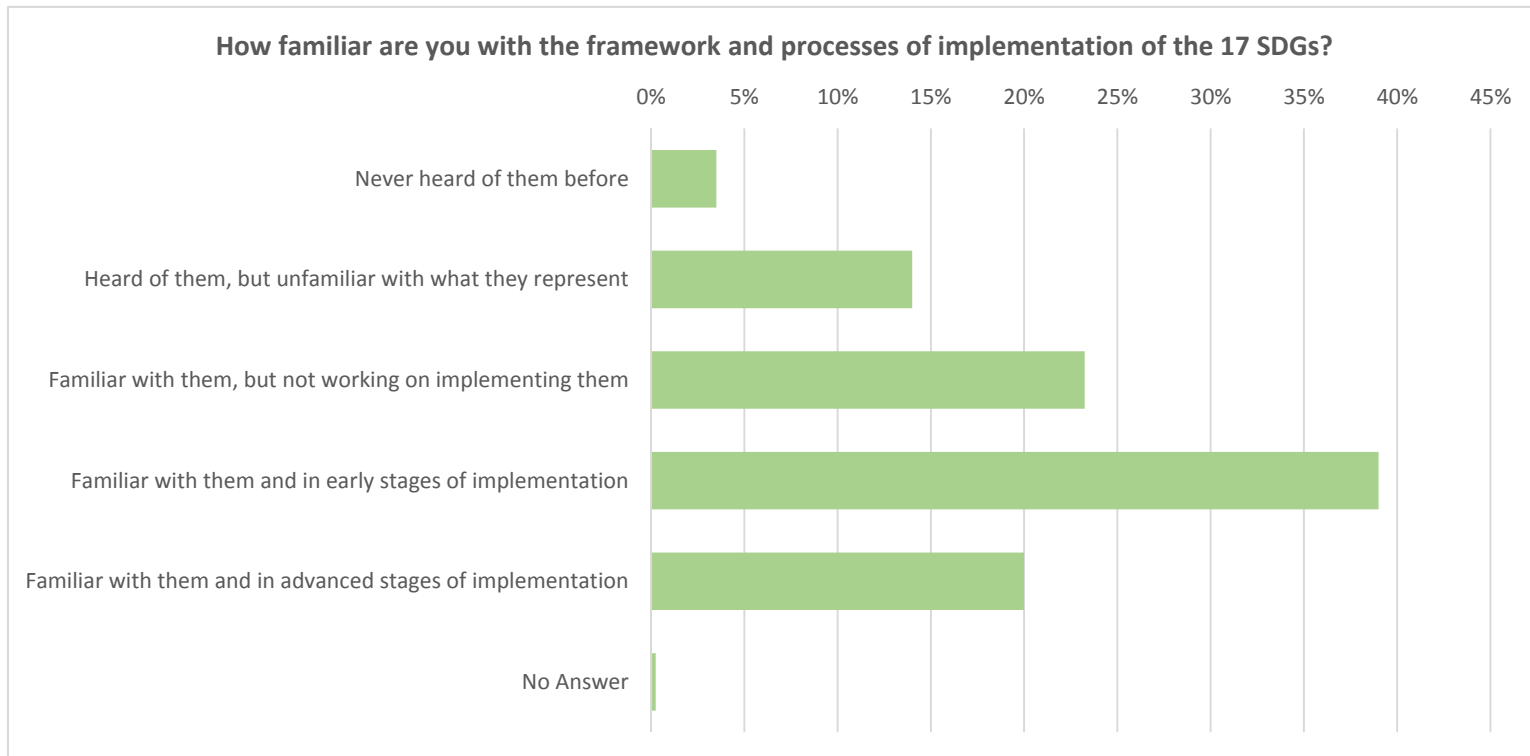 How familiar are you with the framework and processes of implementation of the 17 SDGs?
0% 5% 10% 15% 20% 25% 30% 35% 40% 45%
Never heard of them before
Heard of them, but unfamiliar with what they represent
Familiar with them, but not working on implementing them
Familiar with them and in early stages of implementation
Familiar with them and in advanced stages of implementation
No Answer